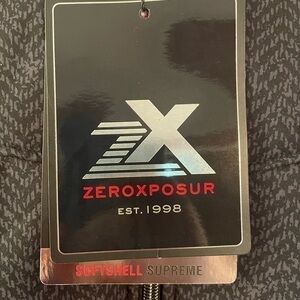 ZX
ZEROXPOSUR
EST. 1998
SOFTSHELL SUPREME